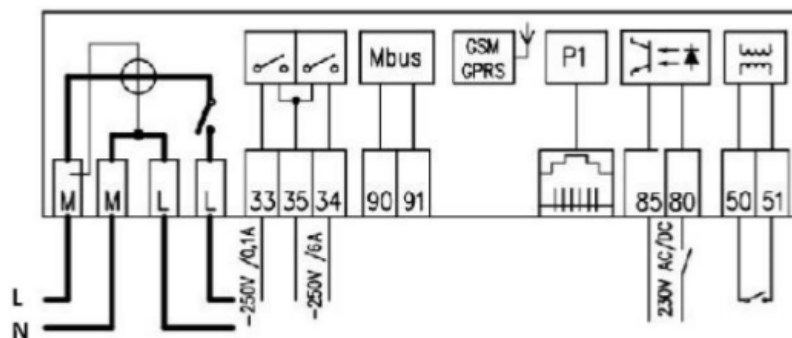 Mbus
GSM
GPRS
P1
M M L L 33 35 34 90 91 85 80 50 51
~250V /0,1A
~250V /6A
230V AC/DC
L
N